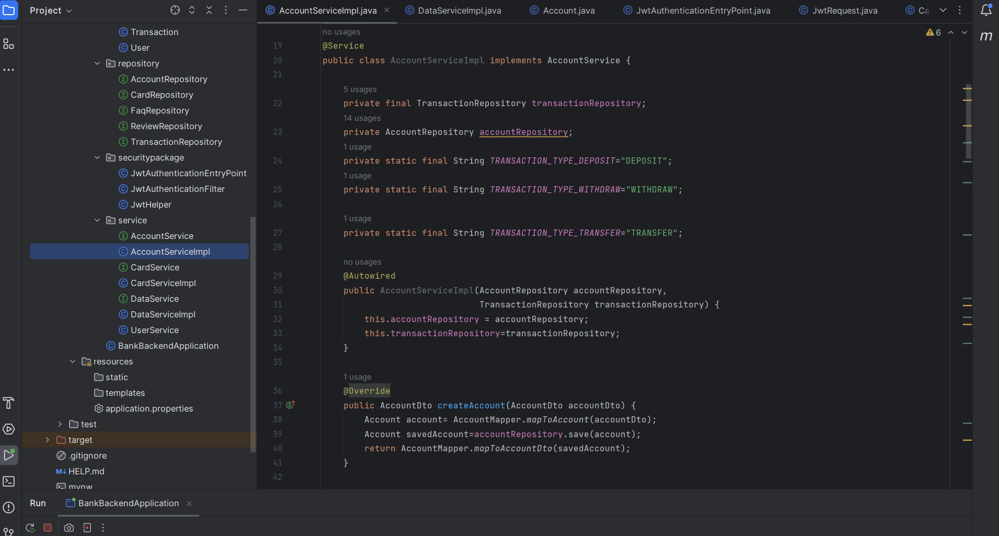 Project
Transaction
User
repository
AccountRepository
CardRepository
FaqRepository
ReviewRepository
TransactionRepository
securitypackage
JwtAuthenticationEntryPoint
JwtAuthenticationFilter
JwtHelper
service
AccountService
AccountServiceImpl
CardService
CardServiceImpl
DataService
DataServiceImpl
UserService
BankBackendApplication
resources
static
templates
application.properties
test
target
.gitignore
M↓ HELP.md
mvnw
AccountServiceImpl.java DataServiceImpl.java Account.java JwtAuthenticationEntryPoint.java JwtRequest.java Ca
6
m
no usages
19 @Service
20 public class AccountServiceImpl implements AccountService {
21
5 usages
22 private final TransactionRepository transactionRepository;
14 usages
23 private AccountRepository accountRepository;
1 usage
24 private static final String TRANSACTION_TYPE_DEPOSIT="DEPOSIT";
1 usage
25 private static final String TRANSACTION_TYPE_WITHDRAW="WITHDRAW";
26
1 usage
27 private static final String TRANSACTION_TYPE_TRANSFER="TRANSFER";
28
no usages
29 @Autowired
30 public AccountServiceImpl(AccountRepository accountRepository,
31 TransactionRepository transactionRepository) {
32 this.accountRepository = accountRepository;
33 this.transactionRepository=transactionRepository;
34 }
35
1 usage
36 @Override
37 public AccountDto createAccount(AccountDto accountDto) {
38 Account account= AccountMapper.mapToAccount(accountDto);
39 Account savedAccount=accountRepository.save(account);
40 return AccountMapper.mapToAccountDto(savedAccount);
41 }
42
Run BankBackendApplication